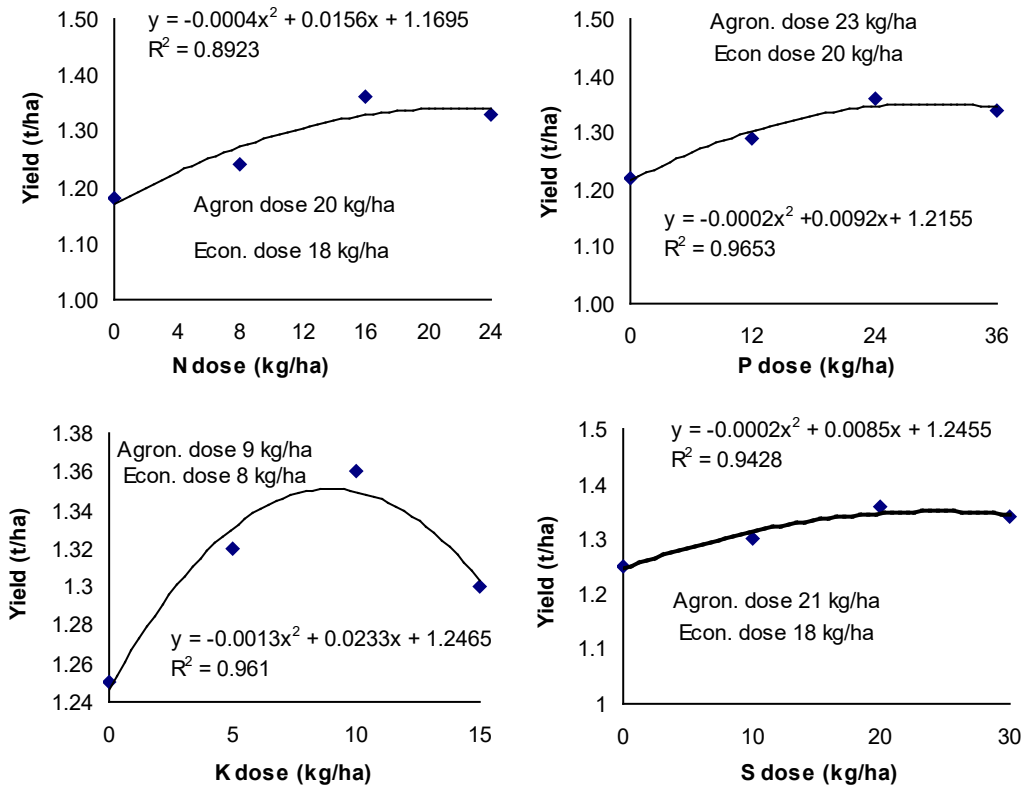 y = -0.0004x² + 0.0156x + 1.1695
R² = 0.8923
1.50
1.40
1.30
1.20
1.10
1.00
Yield (t/ha)
Agron dose 20 kg/ha
Econ. dose 18 kg/ha
0 4 8 12 16 20 24
N dose (kg/ha)
Agron. dose 23 kg/ha
Econ dose 20 kg/ha
1.50
1.40
1.30
1.20
1.10
1.00
Yield (t/ha)
y = -0.0002x² +0.0092x+ 1.2155
R² = 0.9653
0 12 24 36
P dose (kg/ha)
1.38
1.36
1.34
1.32
1.3
1.28
1.26
1.24
Yield (t/ha)
Agron. dose 9 kg/ha
Econ. dose 8 kg/ha
y = -0.0013x² + 0.0233x + 1.2465
R² = 0.961
0 5 10 15
K dose (kg/ha)
y = -0.0002x² + 0.0085x + 1.2455
R² = 0.9428
1.5
1.4
1.3
1.2
1.1
1
Yield (t/ha)
Agron. dose 21 kg/ha
Econ. dose 18 kg/ha
0 10 20 30
S dose (kg/ha)